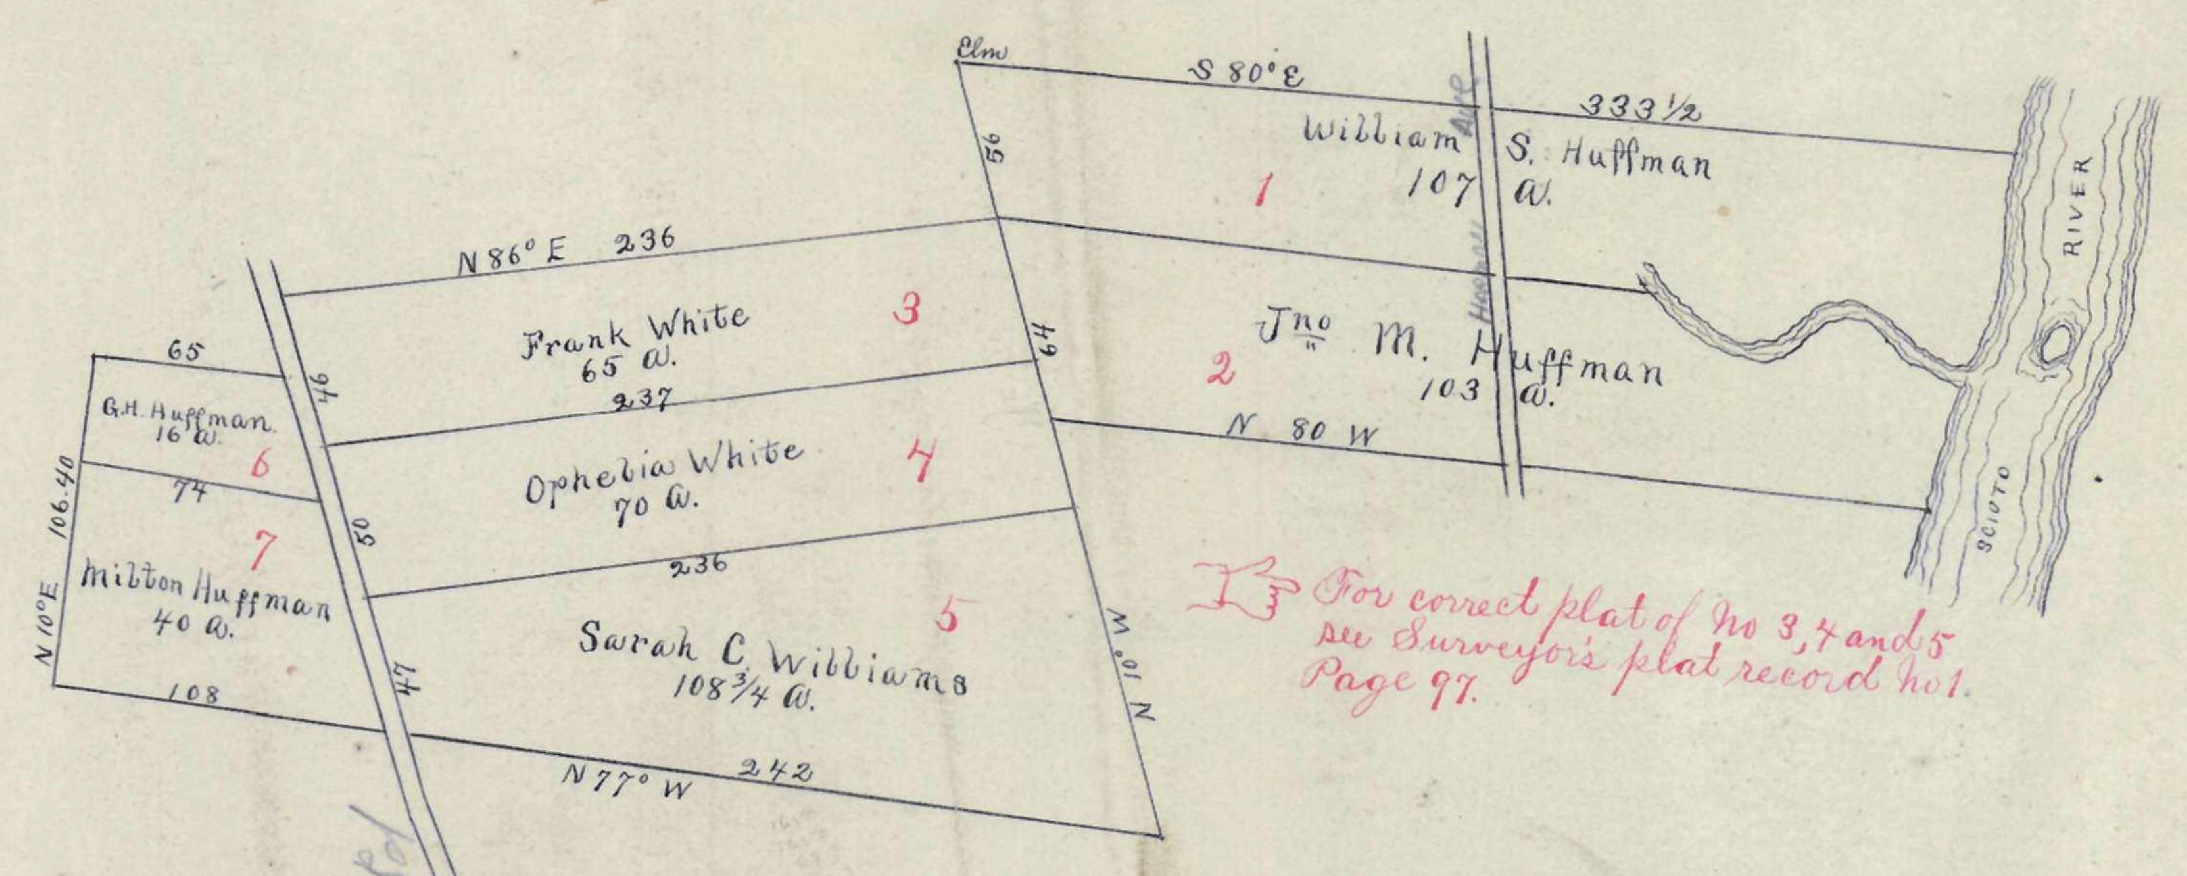 Elm
S 80° E
333 1/2
56
William S. Huffman
1
107 a.
Ave
RIVER
N 86° E 236
Frank White
65 a.
3
46
237
64
Jno M. Huffman
2
103 a.
N 80 W
65
G.H. Huffman.
16 a.
6
74
106.40
N 10° E
7
Milton Huffman
40 a.
108
Ophelia White
70 a.
4
50
236
Sarah C. Williams
108 3/4 a.
5
47
N 10° W
N 77° W 242
Rd
SCIOTO
For correct plat of No 3, 4 and 5
see Surveyor's plat record No 1.
Page 97.